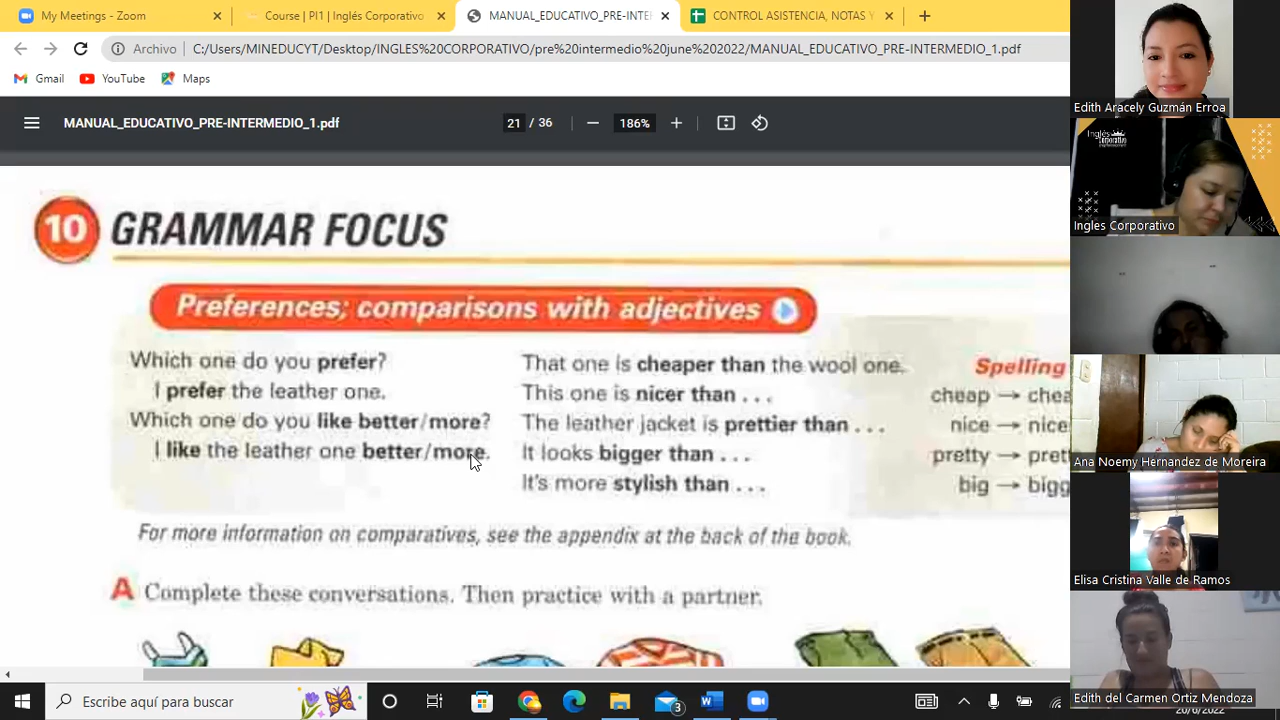 My Meetings - Zoom
Course | PI1 | Inglés Corporativo
MANUAL_EDUCATIVO_PRE-INTE
CONTROL ASISTENCIA, NOTAS Y
Archivo
C:/Users/MINEDUCYT/Desktop/INGLES%20CORPORATIVO/pre%20intermedio%20june%202022/MANUAL_EDUCATIVO_PRE-INTERMEDIO_1.pdf
Gmail
YouTube
Maps
MANUAL_EDUCATIVO_PRE-INTERMEDIO_1.pdf
21 / 36
186%
10 GRAMMAR FOCUS
Preferences; comparisons with adjectives
Which one do you prefer?
I prefer the leather one.
Which one do you like better/more?
I like the leather one better/more.
That one is cheaper than the wool one.
This one is nicer than . . .
The leather jacket is prettier than . . .
It looks bigger than . . .
It's more stylish than . . .
Spelling
cheap → chea
nice → nice
pretty → pret
big → bigg
For more information on comparatives, see the appendix at the back of the book.
A Complete these conversations. Then practice with a partner.
Edith Aracely Guzmán Erroa
Inglés
Corporativo
Ingles Corporativo
Ana Noemy Hernandez de Moreira
Elisa Cristina Valle de Ramos
Edith del Carmen Ortiz Mendoza
Escribe aquí para buscar
3
20/6/2022